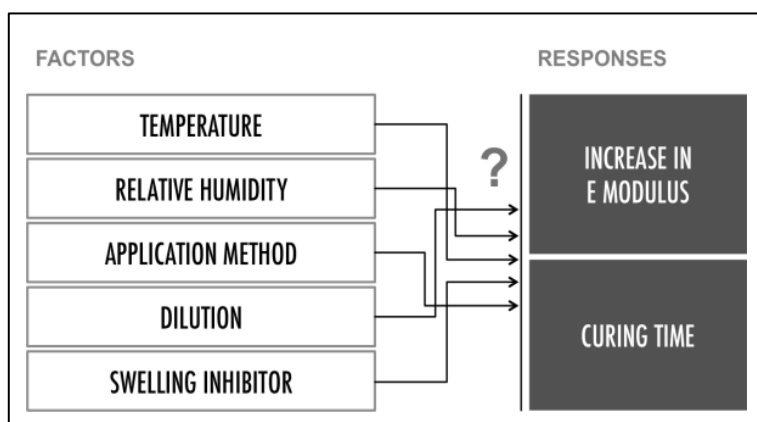 FACTORS
RESPONSES
TEMPERATURE
RELATIVE HUMIDITY
APPLICATION METHOD
DILUTION
SWELLING INHIBITOR
?
INCREASE IN
E MODULUS
CURING TIME